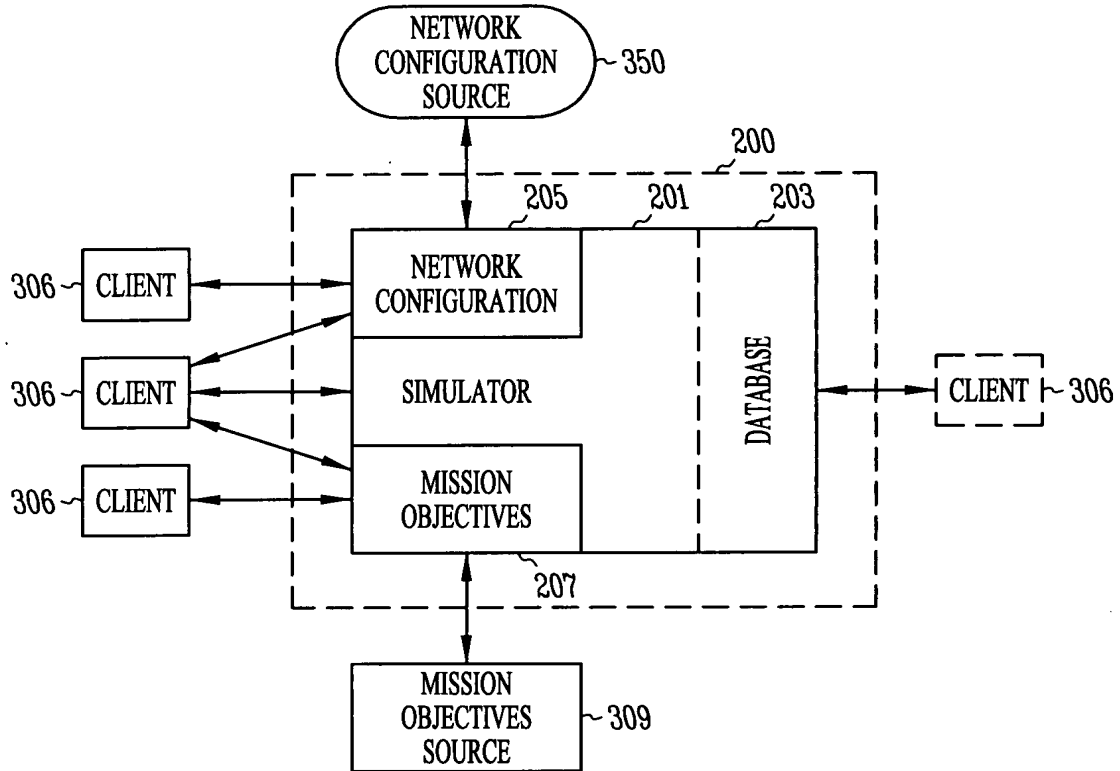 NETWORK
CONFIGURATION
SOURCE
350
200
205
201
203
306
CLIENT
NETWORK
CONFIGURATION
306
CLIENT
SIMULATOR
DATABASE
CLIENT
306
306
CLIENT
MISSION
OBJECTIVES
207
MISSION
OBJECTIVES
SOURCE
309